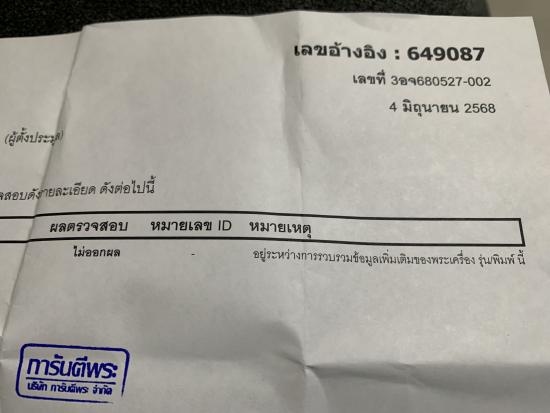 เลขอ้างอิง : 649087
เลขที่ 3อจ680527-002
4 มิถุนายน 2568
(ผู้ตั้งประมูล)
สอบดังรายละเอียด ดังต่อไปนี้
ผลตรวจสอบ หมายเลข ID หมายเหตุ
ไม่ออกผล - อยู่ระหว่างการรวบรวมข้อมูลเพิ่มเติมของพระเครื่อง รุ่น/พิมพ์ นี้
การันตีพระ
บริษัท การันตีพระ จำกัด